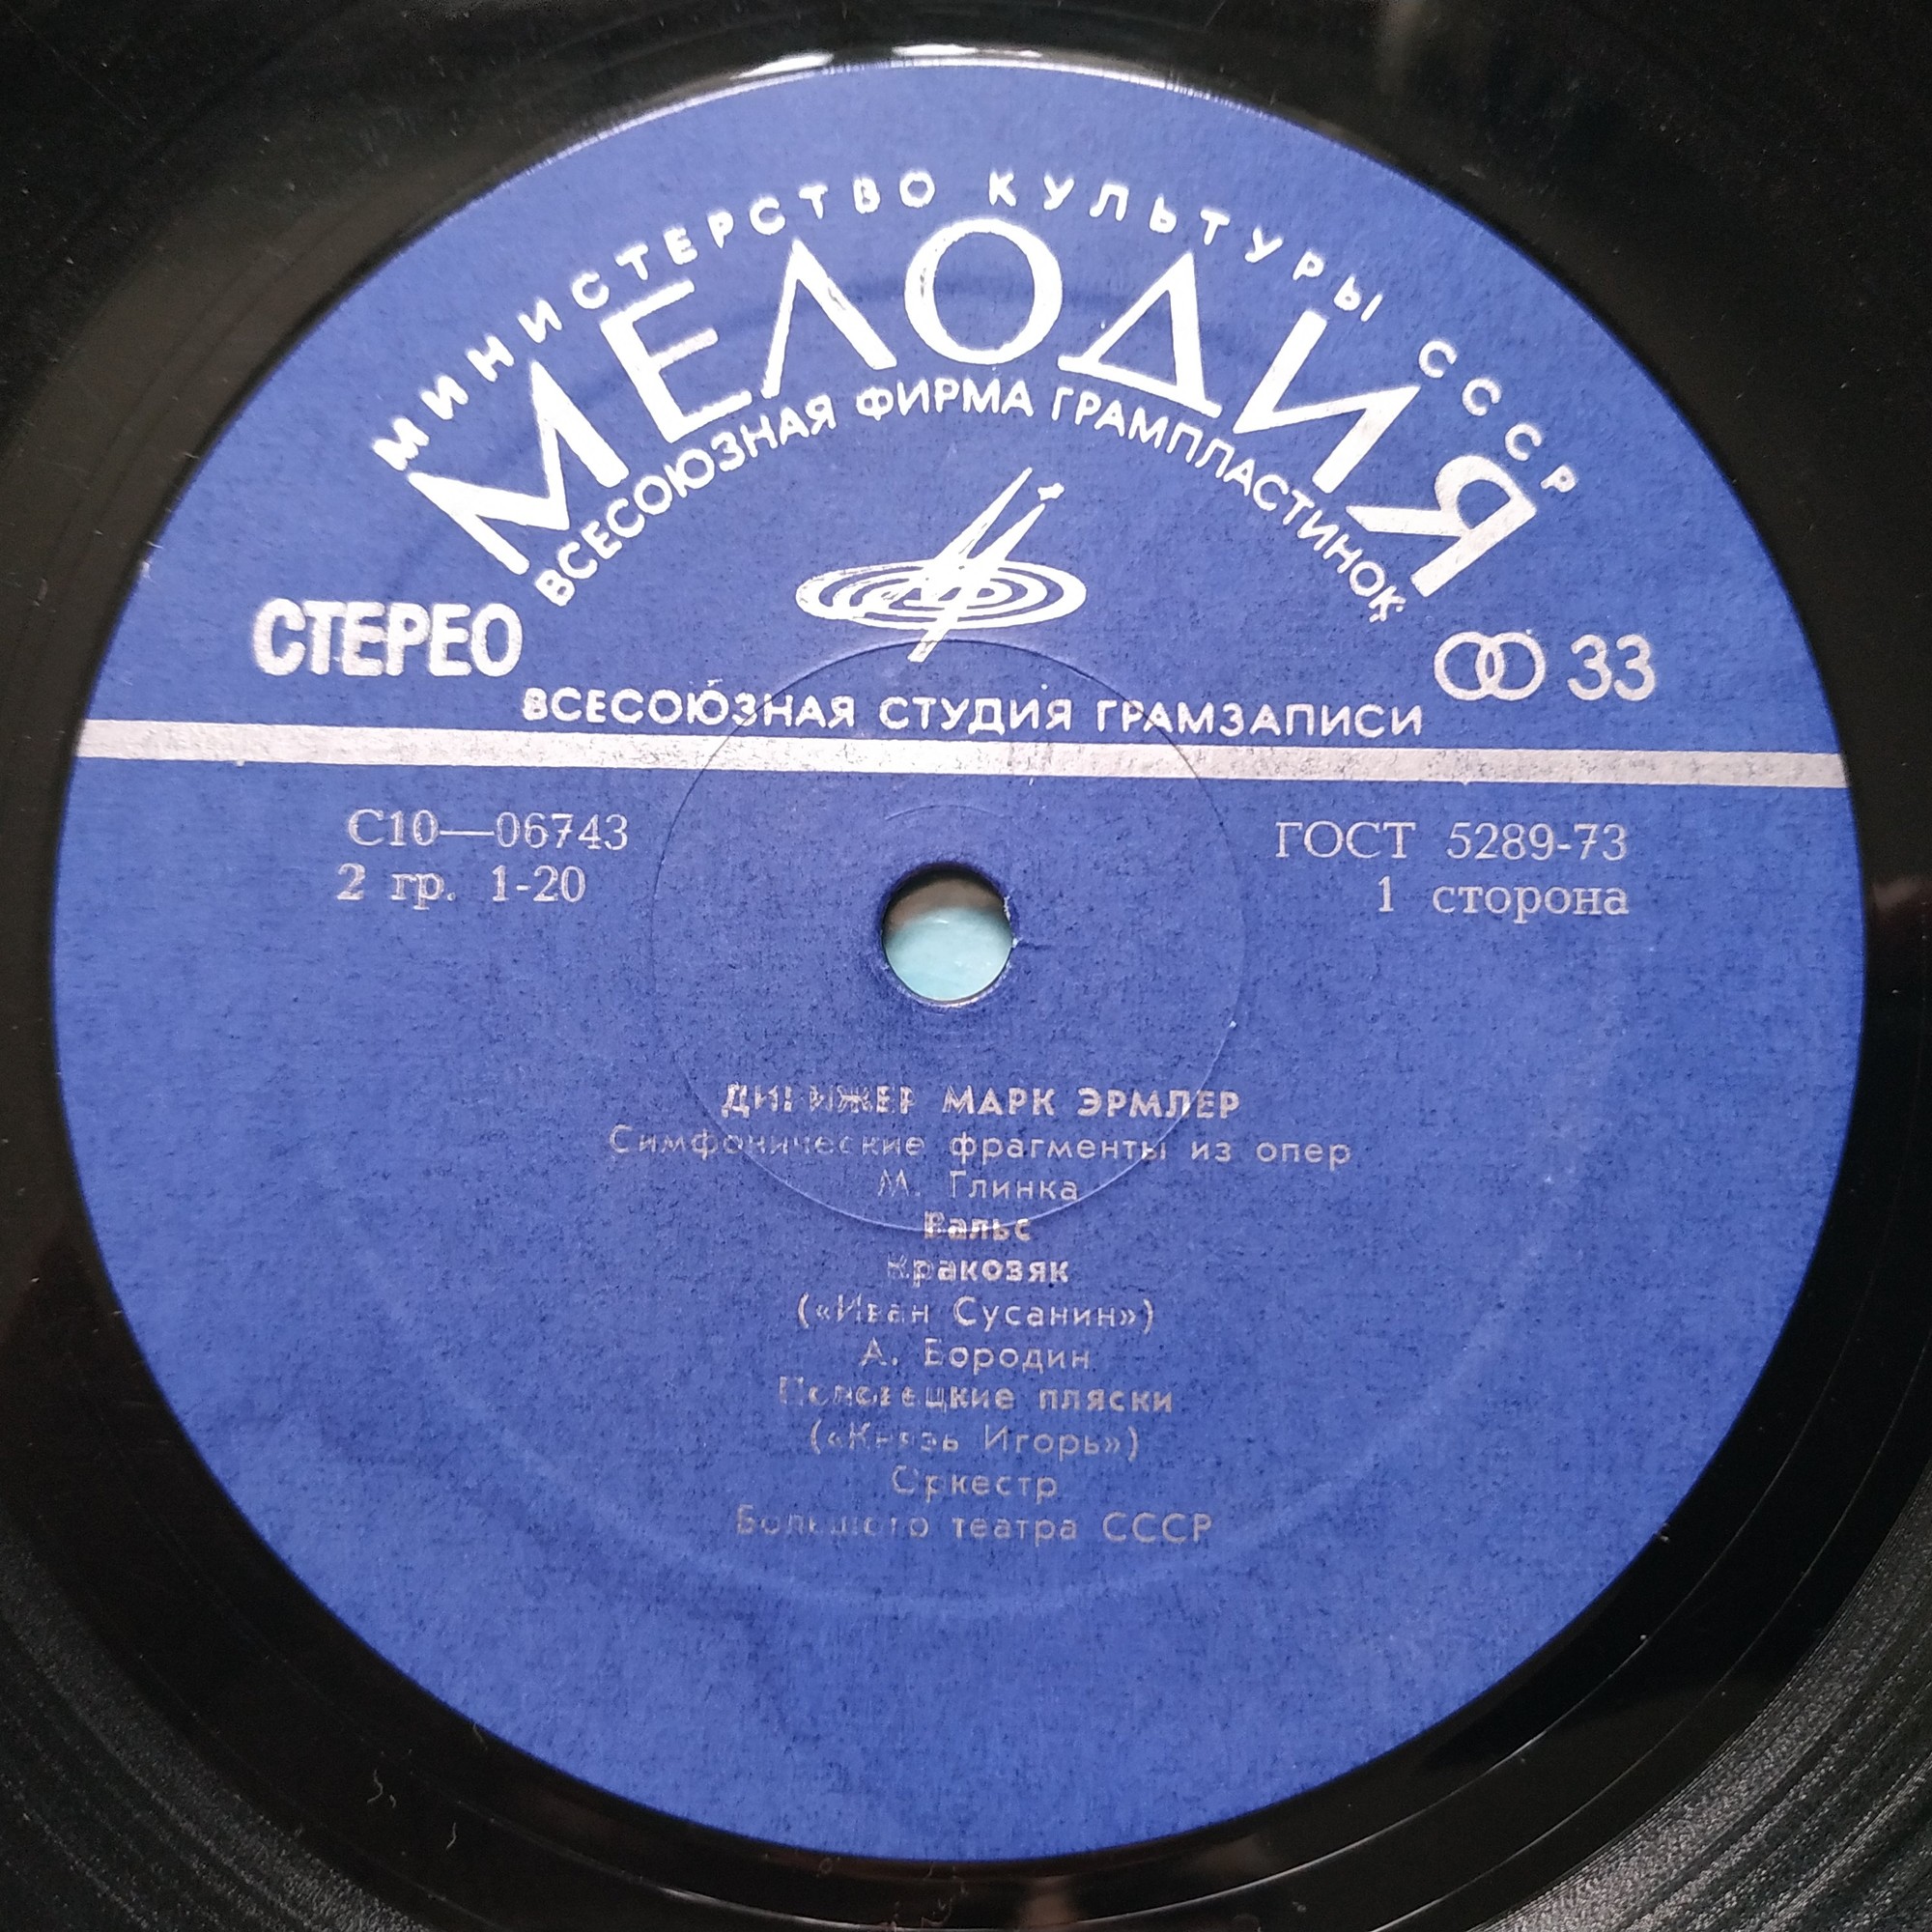 МИНИСТЕРСТВО КУЛЬТУРЫ СССР
МЕЛОДИЯ
ВСЕСОЮЗНАЯ ФИРМА ГРАМПЛАСТИНОК
СТЕРЕО
33
ВСЕСОЮЗНАЯ СТУДИЯ ГРАМЗАПИСИ
С10—06743
ГОСТ 5289-73
2 гр. 1-20
1 сторона
ДИРИЖЕР МАРК ЭРМЛЕР
Симфонические фрагменты из опер
М. Глинка
Вальс
Кракозяк
(«Иван Сусанин»)
А. Бородин
Половецкие пляски
(«Князь Игорь»)
Оркестр
Большого театра СССР